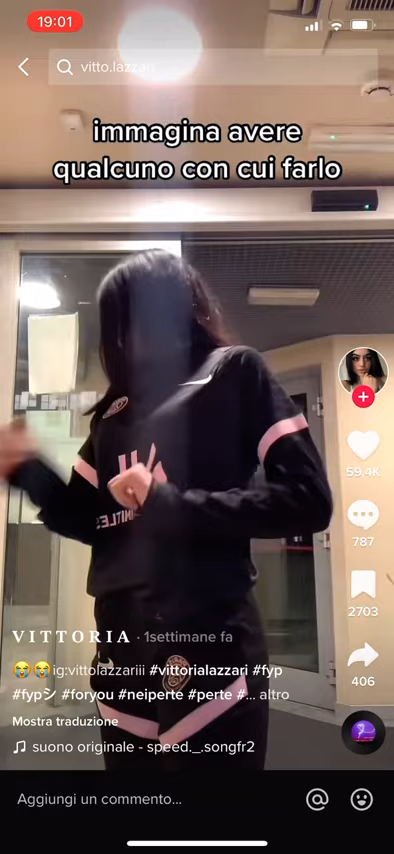 19:01
vitto.lazzari
immagina avere
qualcuno con cui farlo
59.4K
787
2703
406
VITTORIA · 1settimane fa
😭😭ig:vittolazzariii #vittorialazzari #fyp
#fypシ #foryou #neiperte #perte #... altro
Mostra traduzione
suono originale - speed._.songfr2
Aggiungi un commento...